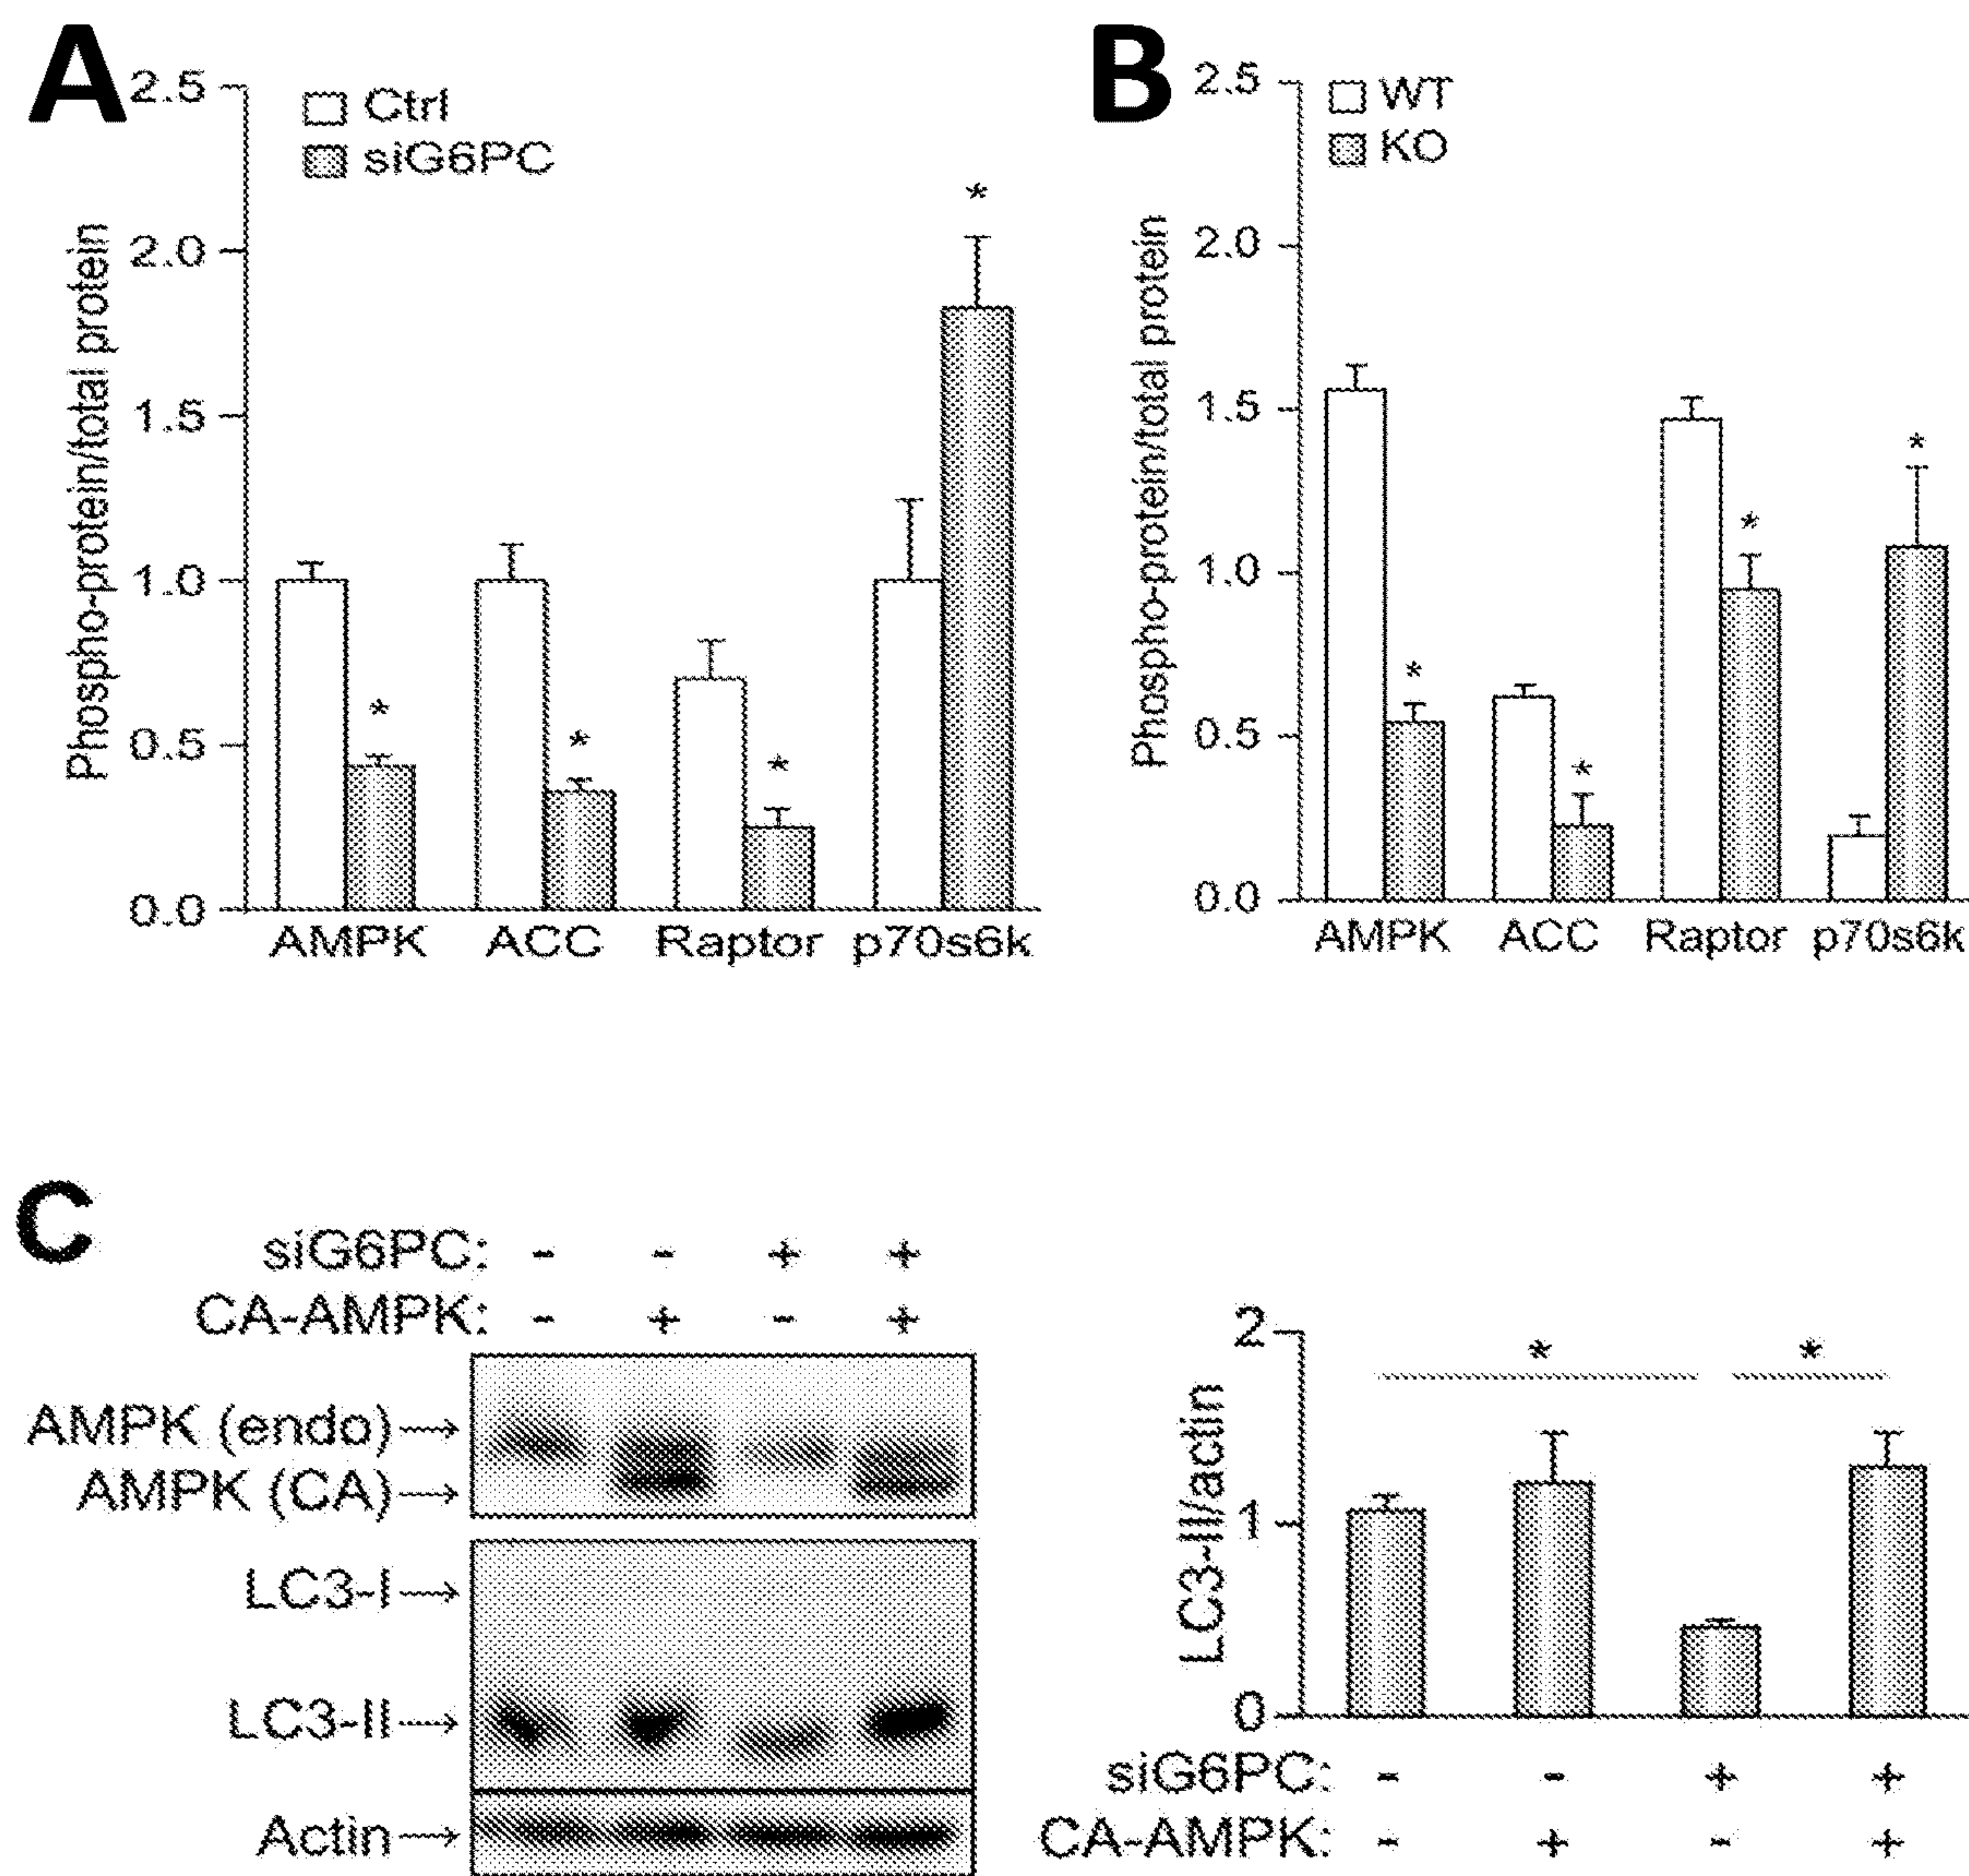 A
2.5
2.0
1.5
1.0
0.5
0.0
Phospho-protein/total protein
Ctrl
siG6PC
*
*
*
*
AMPK ACC Raptor p70s6k
B
2.5
2.0
1.5
1.0
0.5
0.0
Phospho-protein/total protein
WT
KO
*
*
*
*
AMPK ACC Raptor p70s6k
C
siG6PC: - - + +
CA-AMPK: - + - +
AMPK (endo)→
AMPK (CA)→
LC3-I→
LC3-II→
Actin→
2
1
0
LC3-II/actin
* *
siG6PC: - - + +
CA-AMPK: - + - +